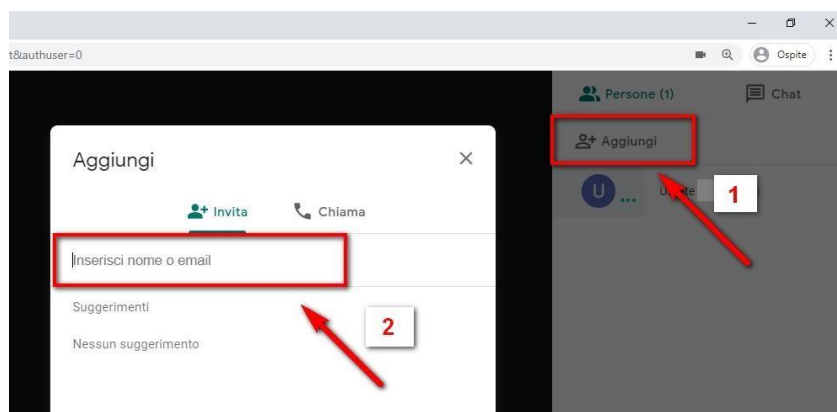 t&authuser=0
Ospite
Persone (1)
Chat
Aggiungi
U
1
Aggiungi
Invita
Chiama
Inserisci nome o email
Suggerimenti
Nessun suggerimento
2